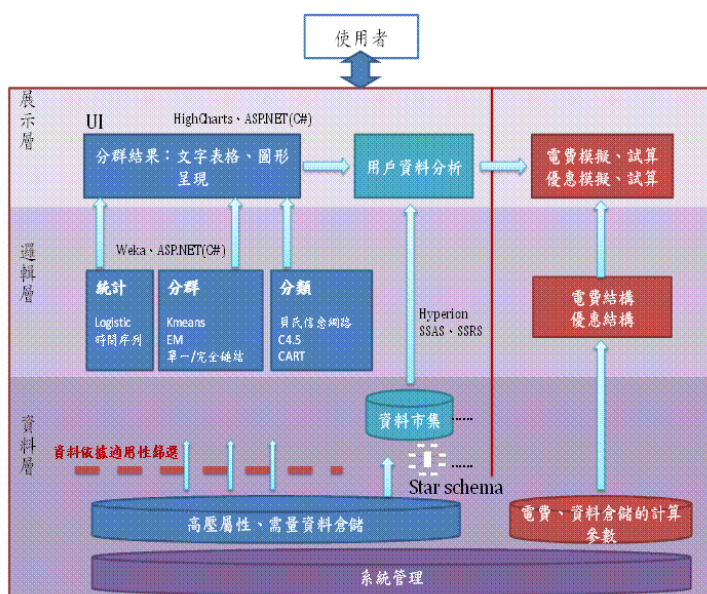 使用者
展示層
UI
HighCharts、ASP.NET(C#)
分群結果：文字表格、圖形
呈現
用戶資料分析
電費模擬、試算
優惠模擬、試算
邏輯層
Weka、ASP.NET(C#)
統計
Logistic
時間序列
分群
Kmeans
EM
單一/完全鏈結
分類
貝氏信念網路
C4.5
CART
Hyperion
SSAS、SSRS
電費結構
優惠結構
資料層
資料市集
......
資料依據適用性篩選
......
Star schema
高壓屬性、需量資料倉儲
電費、資料倉儲的計算
參數
系統管理